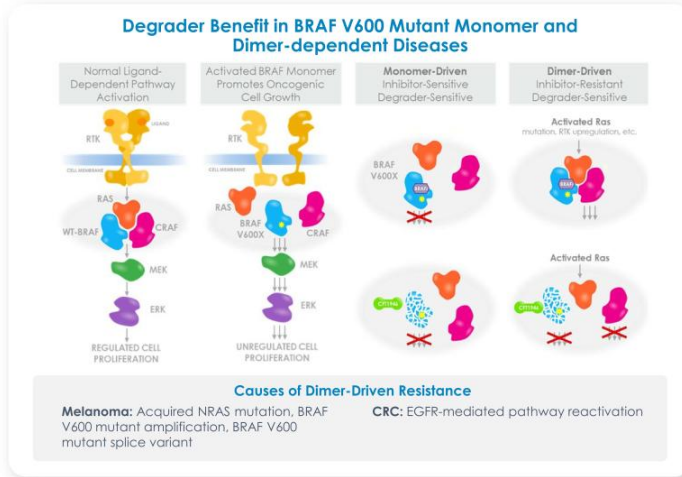 Degrader Benefit in BRAF V600 Mutant Monomer and
Dimer-dependent Diseases
Normal Ligand-
Dependent Pathway
Activation
LIGAND
RTK
CELL MEMBRANE
RAS
WT-BRAF
CRAF
MEK
ERK
REGULATED CELL
PROLIFERATION
Activated BRAF Monomer
Promotes Oncogenic
Cell Growth
RTK
CELL MEMBRANE
RAS
BRAF
V600X
CRAF
MEK
ERK
UNREGULATED CELL
PROLIFERATION
Monomer-Driven
Inhibitor-Sensitive
Degrader-Sensitive
BRAF
V600X
BRAFi
CFT1946
Dimer-Driven
Inhibitor-Resistant
Degrader-Sensitive
Activated Ras
mutation, RTK upregulation, etc.
BRAFi
Activated Ras
CFT1946
Causes of Dimer-Driven Resistance
Melanoma: Acquired NRAS mutation, BRAF
V600 mutant amplification, BRAF V600
mutant splice variant
CRC: EGFR-mediated pathway reactivation